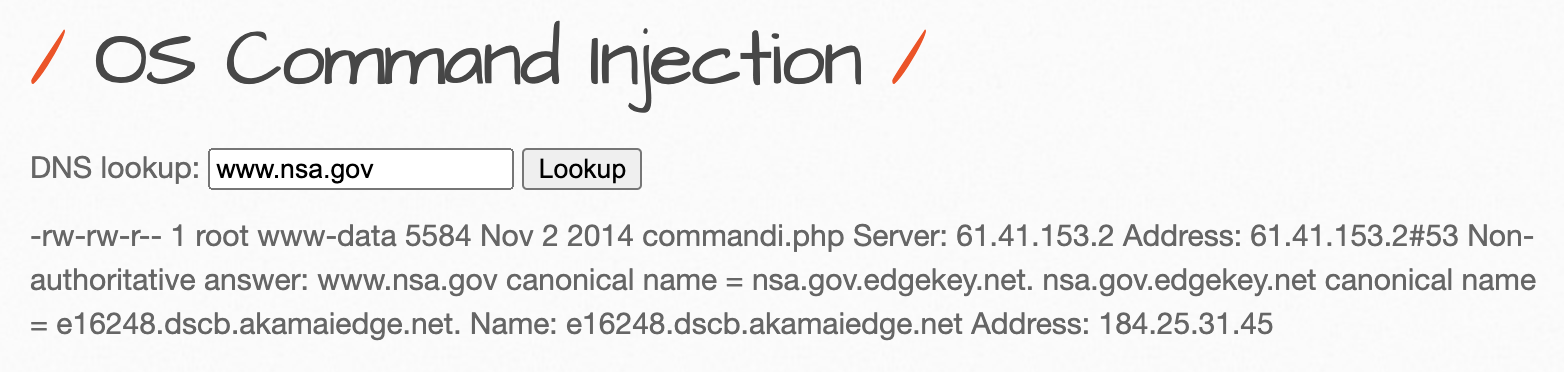 / OS Command Injection /
DNS lookup: www.nsa.gov Lookup
-rw-rw-r-- 1 root www-data 5584 Nov 2 2014 commandi.php Server: 61.41.153.2 Address: 61.41.153.2#53 Non-
authoritative answer: www.nsa.gov canonical name = nsa.gov.edgekey.net. nsa.gov.edgekey.net canonical name
= e16248.dscb.akamaiedge.net. Name: e16248.dscb.akamaiedge.net Address: 184.25.31.45